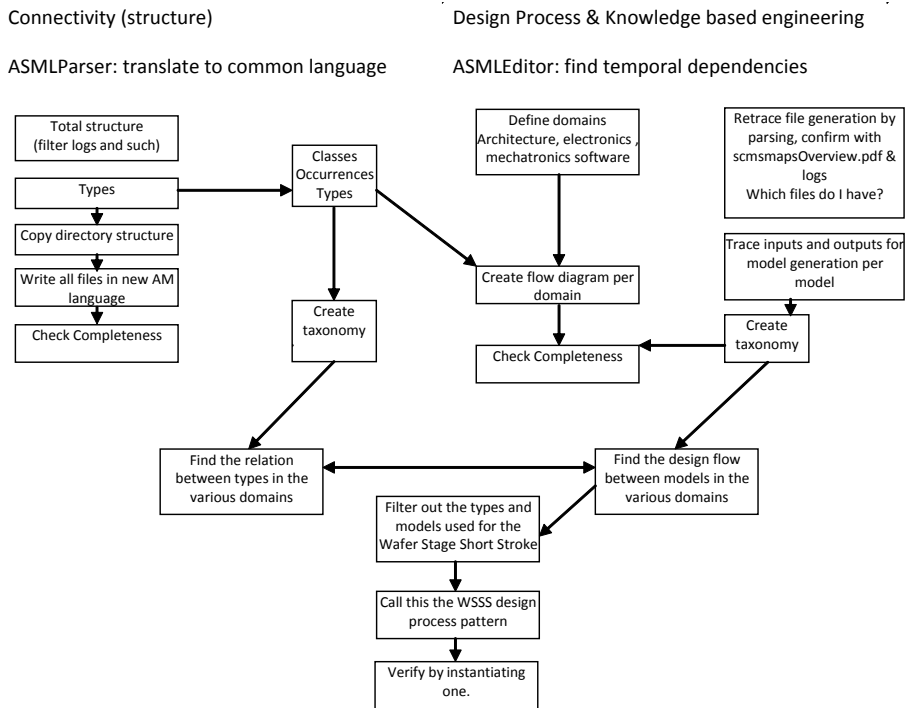 Connectivity (structure)
Design Process & Knowledge based engineering
ASMLParser: translate to common language
ASMLEditor: find temporal dependencies
Total structure
(filter logs and such)
Types
Copy directory structure
Write all files in new AM
language
Check Completeness
Classes
Occurrences
Types
Create
taxonomy
Define domains
Architecture, electronics ,
mechatronics software
Create flow diagram per
domain
Check Completeness
Retrace file generation by
parsing, confirm with
scmsmapsOverview.pdf &
logs
Which files do I have?
Trace inputs and outputs for
model generation per
model
Create
taxonomy
Find the relation
between types in the
various domains
Find the design flow
between models in the
various domains
Filter out the types and
models used for the
Wafer Stage Short Stroke
Call this the WSSS design
process pattern
Verify by instantiating
one.